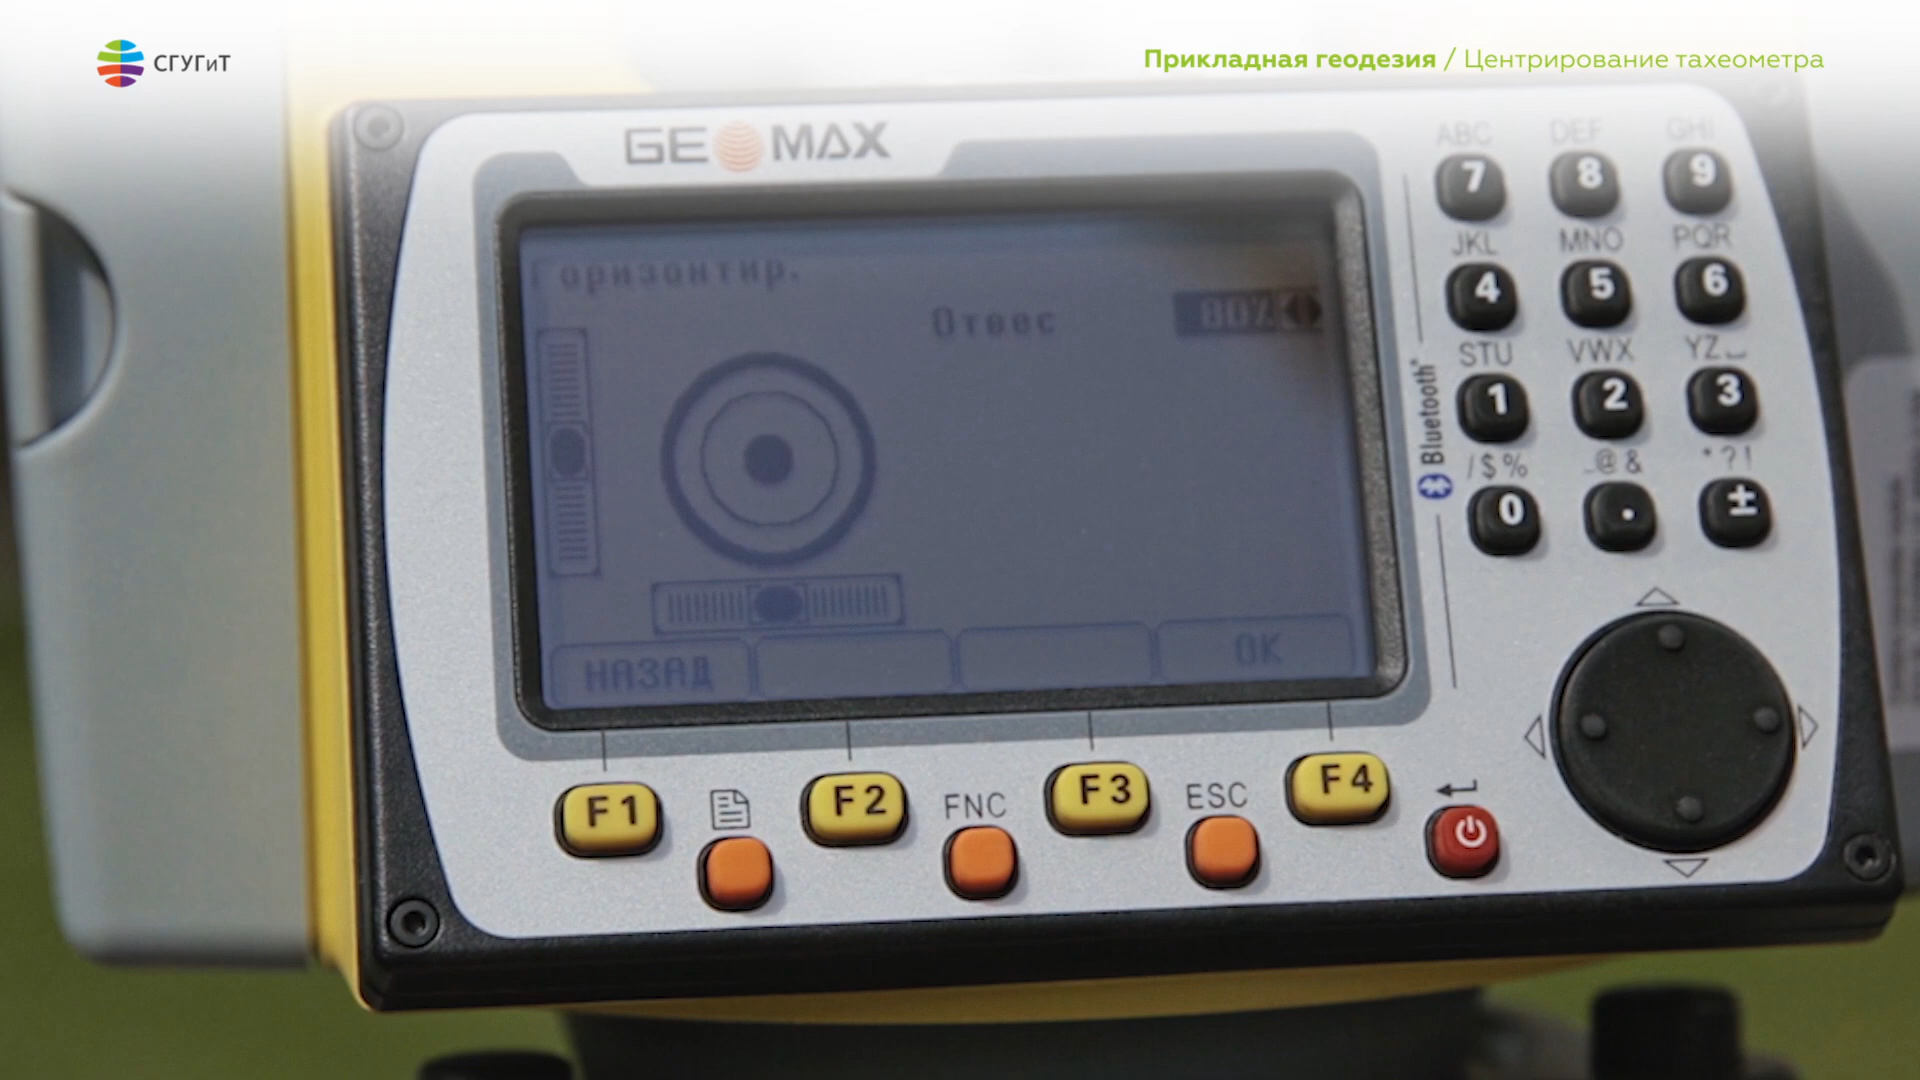 СГУГиТ
Прикладная геодезия / Центрирование тахеометра
GEOMAX
Горизонтир.
Отвес 80%
НАЗАД OK
ABC DEF GHI
7 8 9
JKL MNO PQR
4 5 6
STU VWX YZ
1 2 3
/$% _@& *?!
0 . ±
Bluetooth
F1 F2 F3 F4
FNC ESC